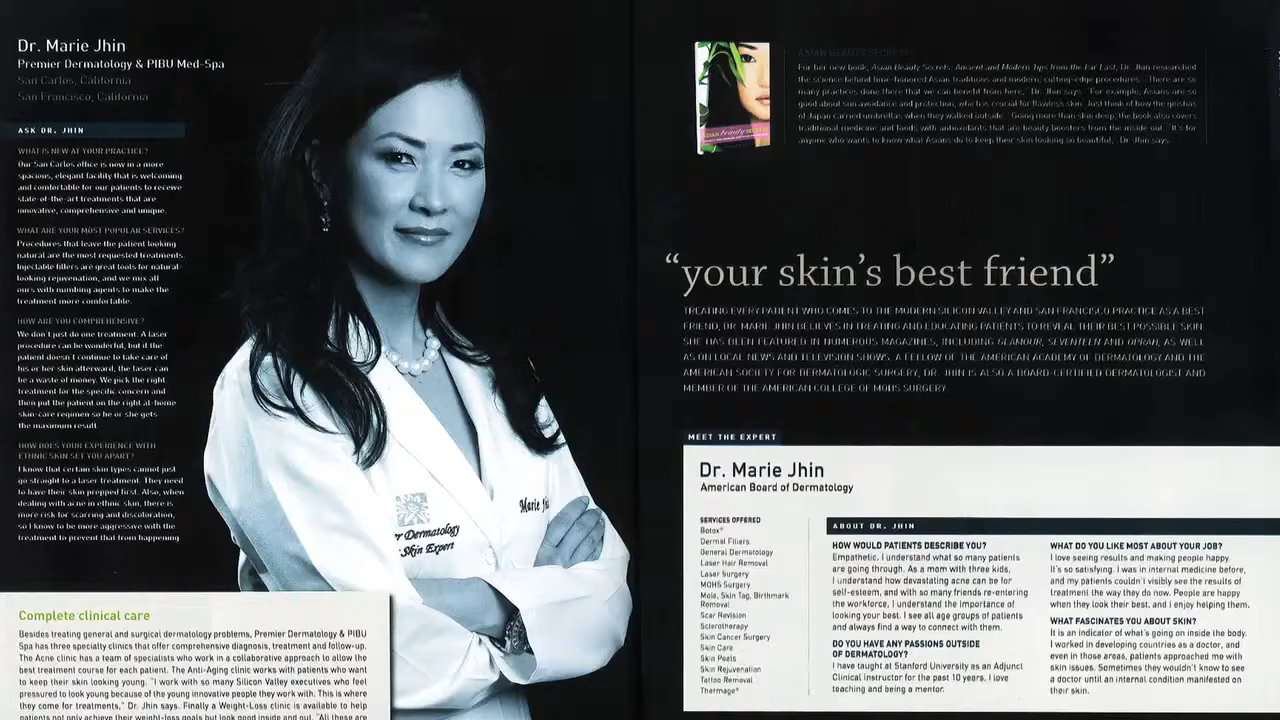 Dr. Marie Jhin
Premier Dermatology & PIBU Med-Spa
San Carlos, California
San Francisco, California
ASK DR. JHIN
WHAT IS NEW AT YOUR PRACTICE?
Our San Carlos office is now in a more
spacious, elegant facility that is welcoming
and comfortable for our patients to receive
state-of-the-art treatments that are
innovative, comprehensive and unique.
WHAT ARE YOUR MOST POPULAR SERVICES?
Procedures that leave the patient looking
natural are the most requested treatments.
Injectable fillers are great tools for natural-
looking rejuvenation, and we mix all
ours with numbing agents to make the
treatment more comfortable.
HOW ARE YOU COMPREHENSIVE?
We don't just do one treatment. A laser
procedure can be wonderful, but if the
patient doesn't continue to take care of
his or her skin afterward, the laser can
be a waste of money. We pick the right
treatment for the specific concern and
then put the patient on the right at-home
skin-care regimen so he or she gets
the maximum result.
HOW DOES YOUR EXPERIENCE WITH
ETHNIC SKIN SET YOU APART?
I know that certain skin types cannot just
go straight to a laser treatment. They need
to have their skin prepped first. Also, when
dealing with acne in ethnic skin, there is
more risk for scarring and discoloration,
so I know to be more aggressive with the
treatment to prevent that from happening.
Complete clinical care
Besides treating general and surgical dermatology problems, Premier Dermatology & PIBU
Spa has three specialty clinics that offer comprehensive diagnosis, treatment and follow-up.
The Acne clinic has a team of specialists who work in a collaborative approach to allow the
best treatment course for each patient. The Anti-Aging clinic works with patients who want
to keep their skin looking young. "I work with so many Silicon Valley executives who feel
pressured to look young because of the young innovative people they work with. This is where
they come for treatments," Dr. Jhin says. Finally a Weight-Loss clinic is available to help
patients not only achieve their weight-loss goals but look good inside and out. "All these are
r Dermatology
Skin Expert
Marie
ASIAN BEAUTY SECRETS
For her new book, Asian Beauty Secrets: Ancient and Modern Tips from the Far East, Dr. Jhin researched
the science behind time-honored Asian traditions and modern, cutting-edge procedures. "There are so
many practices done there that we can benefit from here," Dr. Jhin says. "For example, Asians are so
good about sun avoidance and protection, which is crucial for flawless skin. Just think of how the geishas
of Japan carried umbrellas when they walked outside." Going more than skin deep, the book also covers
traditional medicine and foods with antioxidants that are beauty boosters from the inside out. "It's for
anyone who wants to know what Asians do to keep their skin looking so beautiful," Dr. Jhin says.
"your skin's best friend"
TREATING EVERY PATIENT WHO COMES TO THE MODERN SILICON VALLEY AND SAN FRANCISCO PRACTICE AS A BEST
FRIEND, DR. MARIE JHIN BELIEVES IN TREATING AND EDUCATING PATIENTS TO REVEAL THEIR BEST POSSIBLE SKIN.
SHE HAS BEEN FEATURED IN NUMEROUS MAGAZINES, INCLUDING GLAMOUR, SEVENTEEN AND OPRAH, AS WELL
AS ON LOCAL NEWS AND TELEVISION SHOWS. A FELLOW OF THE AMERICAN ACADEMY OF DERMATOLOGY AND THE
AMERICAN SOCIETY FOR DERMATOLOGIC SURGERY, DR. JHIN IS ALSO A BOARD-CERTIFIED DERMATOLOGIST AND
MEMBER OF THE AMERICAN COLLEGE OF MOHS SURGERY.
MEET THE EXPERT
Dr. Marie Jhin
American Board of Dermatology
SERVICES OFFERED
Botox®
Dermal Fillers
General Dermatology
Laser Hair Removal
Laser Surgery
MOHS Surgery
Mole, Skin Tag, Birthmark
Removal
Scar Revision
Sclerotherapy
Skin Cancer Surgery
Skin Care
Skin Peels
Skin Rejuvenation
Tattoo Removal
Thermage®
ABOUT DR. JHIN
HOW WOULD PATIENTS DESCRIBE YOU?
Empathetic. I understand what so many patients
are going through. As a mom with three kids,
I understand how devastating acne can be for
self-esteem, and with so many friends re-entering
the workforce, I understand the importance of
looking your best. I see all age groups of patients
and always find a way to connect with them.
DO YOU HAVE ANY PASSIONS OUTSIDE
OF DERMATOLOGY?
I have taught at Stanford University as an Adjunct
Clinical Instructor for the past 10 years. I love
teaching and being a mentor.
WHAT DO YOU LIKE MOST ABOUT YOUR JOB?
I love seeing results and making people happy.
It's so satisfying. I was in internal medicine before,
and my patients couldn't visibly see the results of
treatment the way they do now. People are happy
when they look their best, and I enjoy helping them.
WHAT FASCINATES YOU ABOUT SKIN?
It is an indicator of what's going on inside the body.
I worked in developing countries as a doctor, and
even in those areas, patients approached me with
skin issues. Sometimes they wouldn't know to see
a doctor until an internal condition manifested on
their skin.